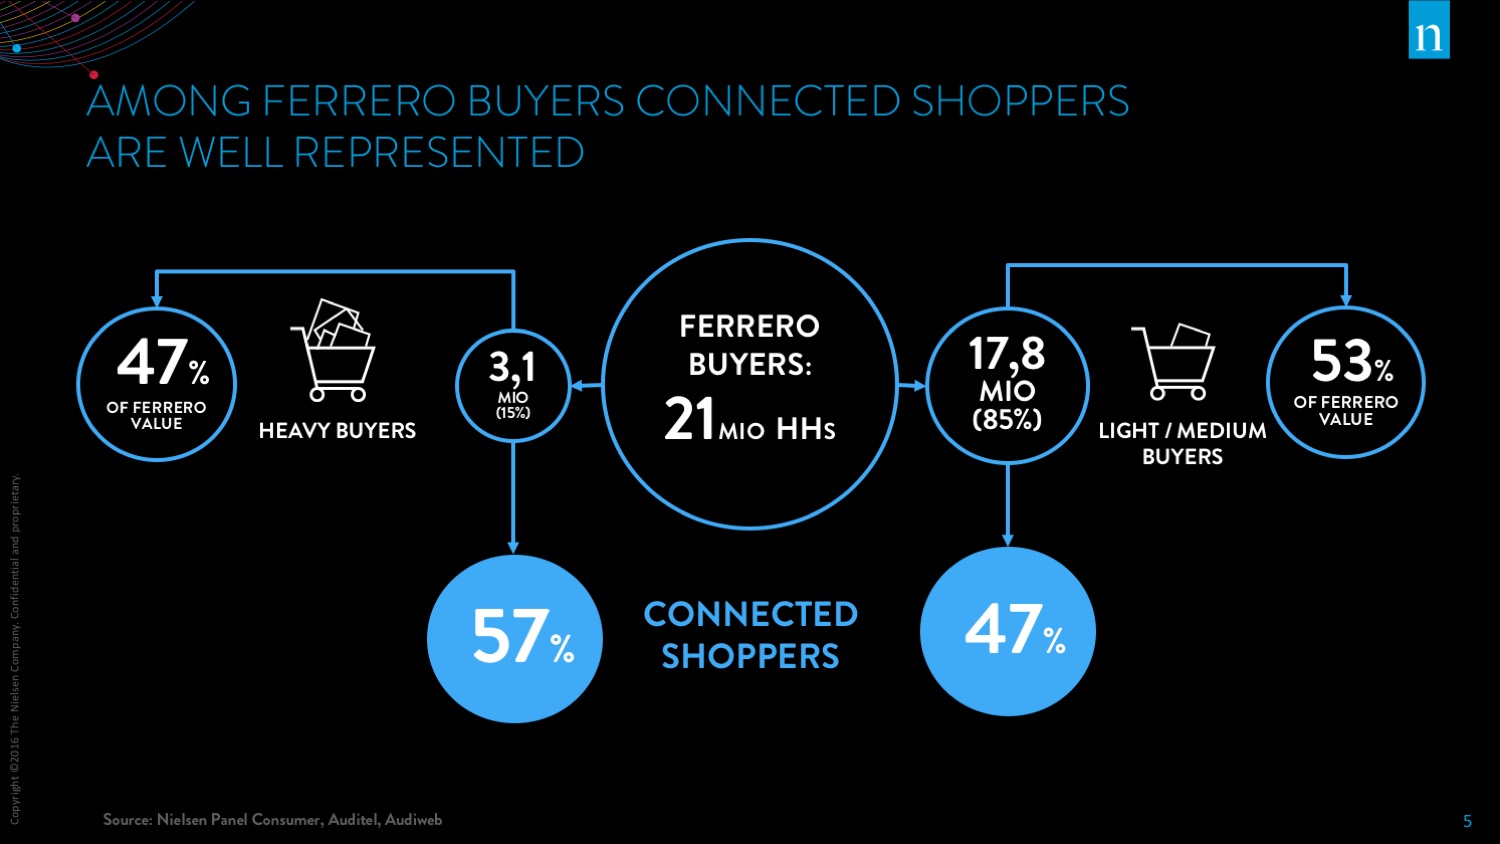 n
AMONG FERRERO BUYERS CONNECTED SHOPPERS
ARE WELL REPRESENTED
47%
OF FERRERO
VALUE
HEAVY BUYERS
3,1
MIO
(15%)
FERRERO
BUYERS:
21 MIO HHs
17,8
MIO
(85%)
LIGHT / MEDIUM
BUYERS
53%
OF FERRERO
VALUE
57%
CONNECTED
SHOPPERS
47%
Copyright ©2016 The Nielsen Company. Confidential and proprietary.
Source: Nielsen Panel Consumer, Auditel, Audiweb
5